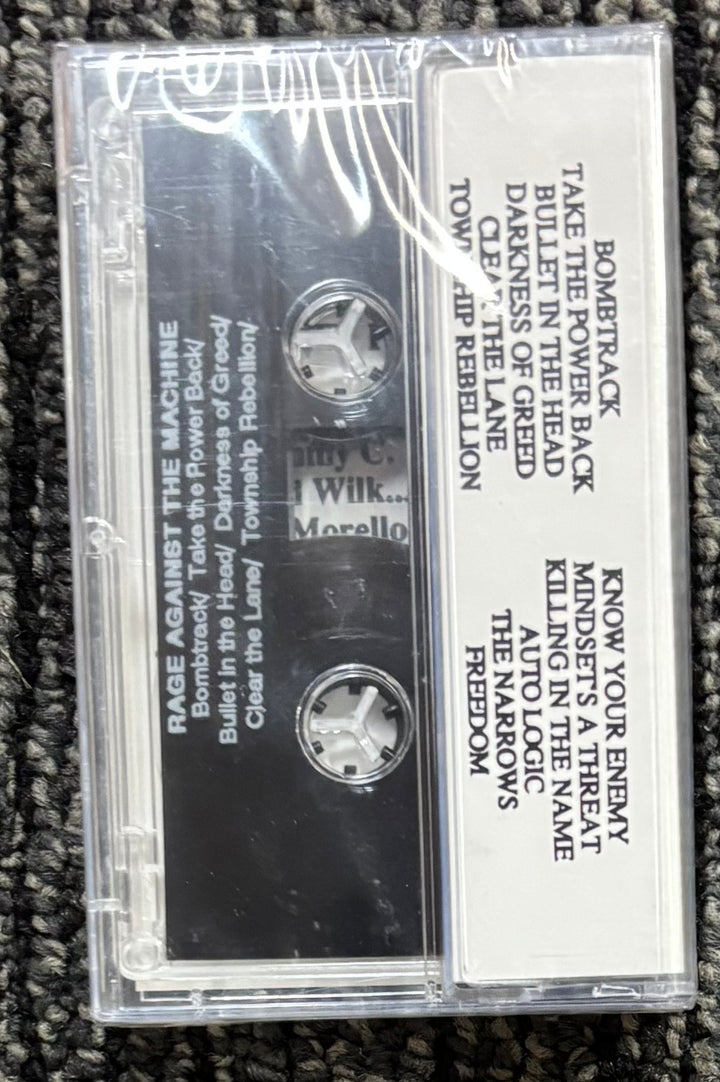 BOMBTRACK
TAKE THE POWER BACK
BULLET IN THE HEAD
DARKNESS OF GREED
CLEAR THE LANE
TOWNSHIP REBELLION
KNOW YOUR ENEMY
MINDSET'S A THREAT
KILLING IN THE NAME
AUTO LOGIC
THE NARROWS
FREEDOM
RAGE AGAINST THE MACHINE
Bombtrack/ Take the Power Back/
Bullet in the Head/ Darkness of Greed/
Clear the Lane/ Township Rebellion/
C.
Wilk...
Morello